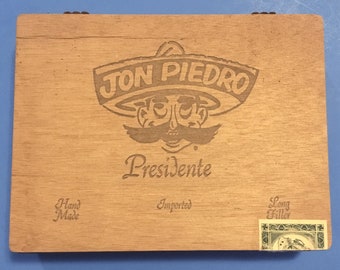 JON PIEDRO
Presidente
Hand Made
Imported
Long Filler